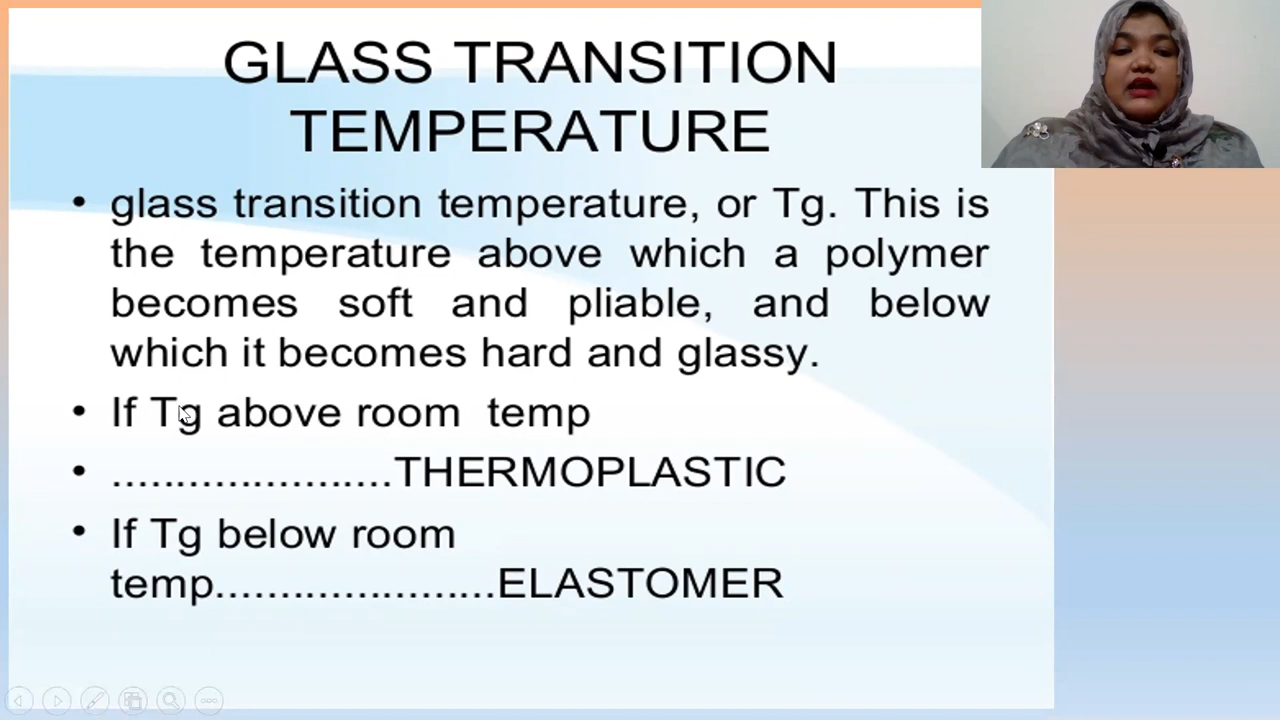 GLASS TRANSITION
TEMPERATURE
• glass transition temperature, or Tg. This is
the temperature above which a polymer
becomes soft and pliable, and below
which it becomes hard and glassy.
• If Tg above room temp
• ......................THERMOPLASTIC
• If Tg below room
temp......................ELASTOMER